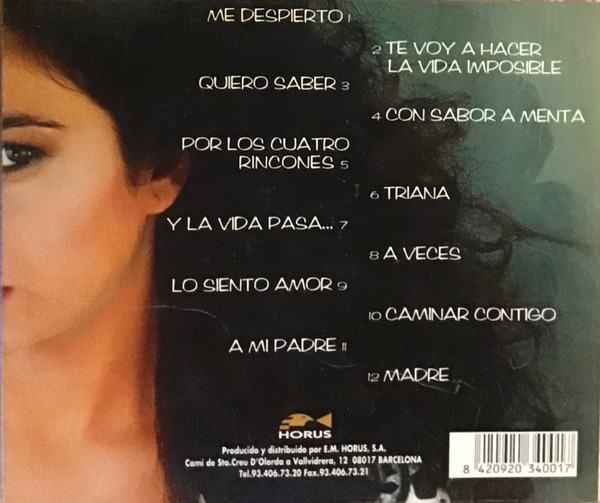 ME DESPIERTO 1
2 TE VOY A HACER
LA VIDA IMPOSIBLE
QUIERO SABER 3
4 CON SABOR A MENTA
POR LOS CUATRO
RINCONES 5
6 TRIANA
Y LA VIDA PASA... 7
8 A VECES
LO SIENTO AMOR 9
10 CAMINAR CONTIGO
A MI PADRE 11
12 MADRE
HORUS
Producido y distribuido por E.M. HORUS, S.A.
Cami de Sta.Creu D'Olorda a Vallvidrera, 12 08017 BARCELONA
Tel.93.406.73.20 Fax.93.406.73.21
8 420920 340017